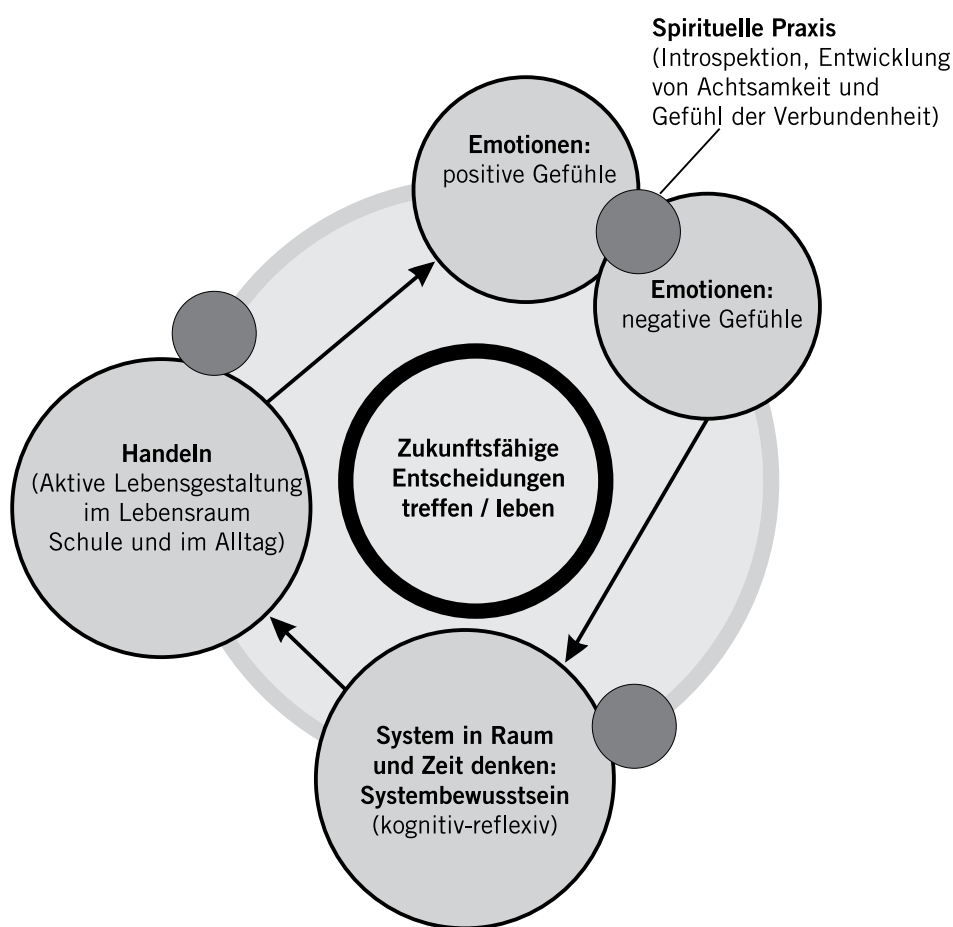 Spirituelle Praxis
(Introspektion, Entwicklung
von Achtsamkeit und
Gefühl der Verbundenheit)
Emotionen:
positive Gefühle
Emotionen:
negative Gefühle
Handeln
(Aktive Lebensgestaltung
im Lebensraum
Schule und im Alltag)
Zukunftsfähige
Entscheidungen
treffen / leben
System in Raum
und Zeit denken:
Systembewusstsein
(kognitiv-reflexiv)